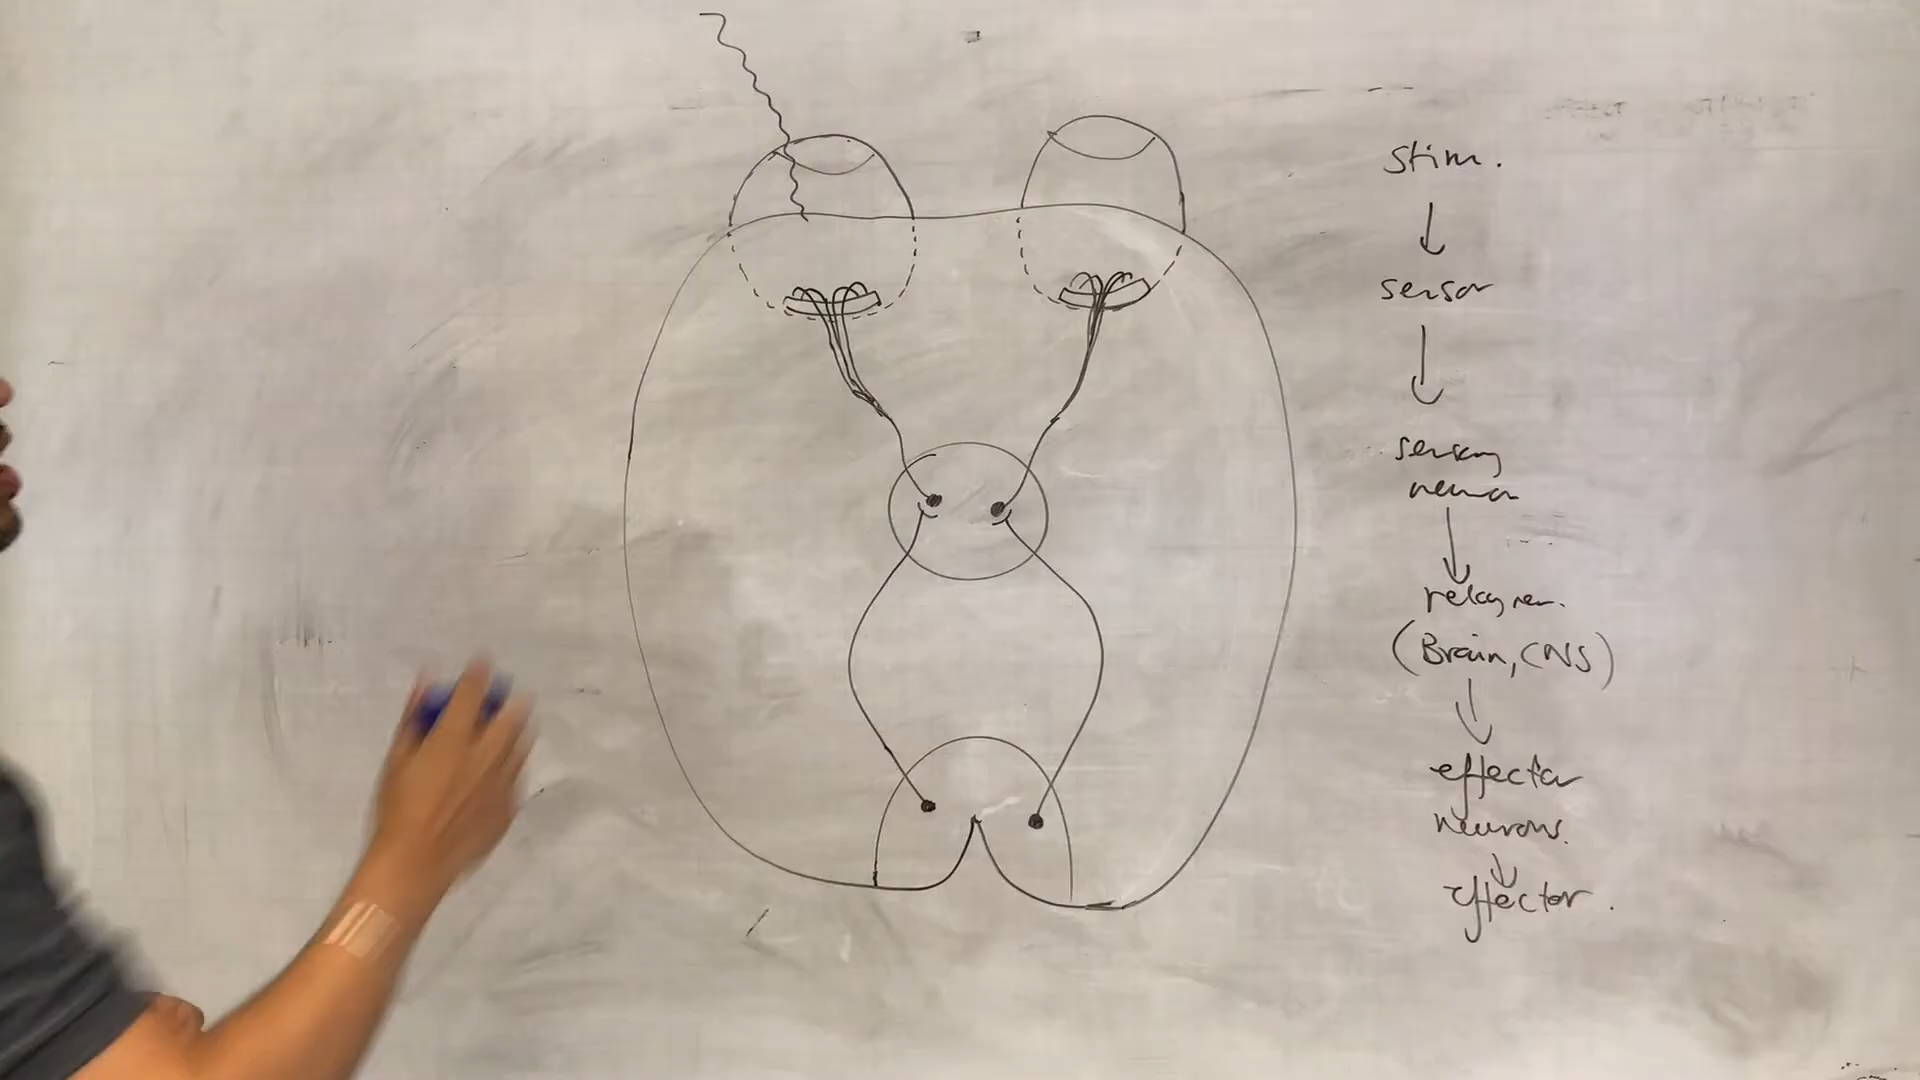 stim.
sensor
sensory
neuron
relay neu.
(Brain, CNS)
effector
neurons.
effector.